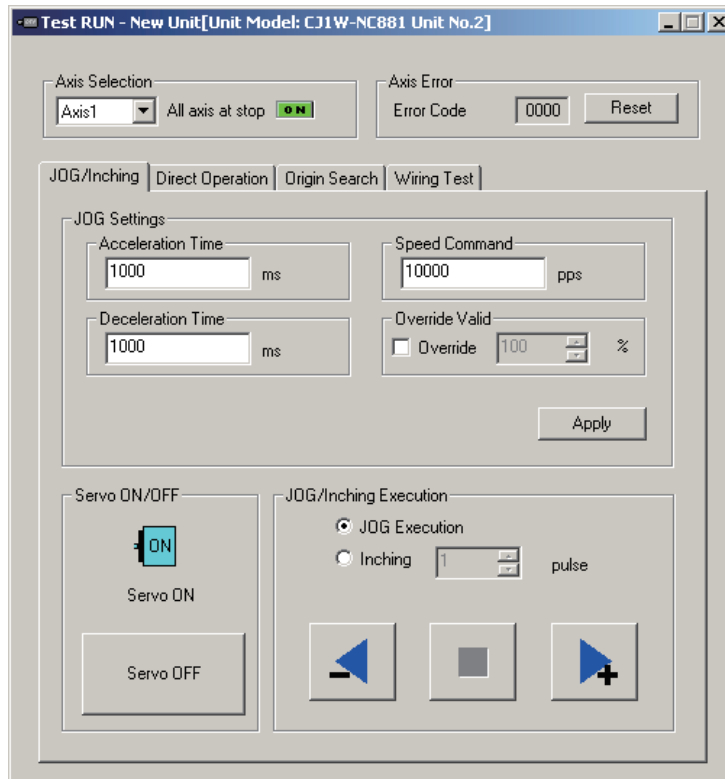 Test RUN - New Unit[Unit Model: CJ1W-NC881 Unit No.2]
Axis Selection
Axis1 All axis at stop ON
Axis Error
Error Code 0000 Reset
JOG/Inching Direct Operation Origin Search Wiring Test
JOG Settings
Acceleration Time
1000 ms
Speed Command
10000 pps
Deceleration Time
1000 ms
Override Valid
Override 100 %
Apply
Servo ON/OFF
ON
Servo ON
Servo OFF
JOG/Inching Execution
JOG Execution
Inching 1 pulse